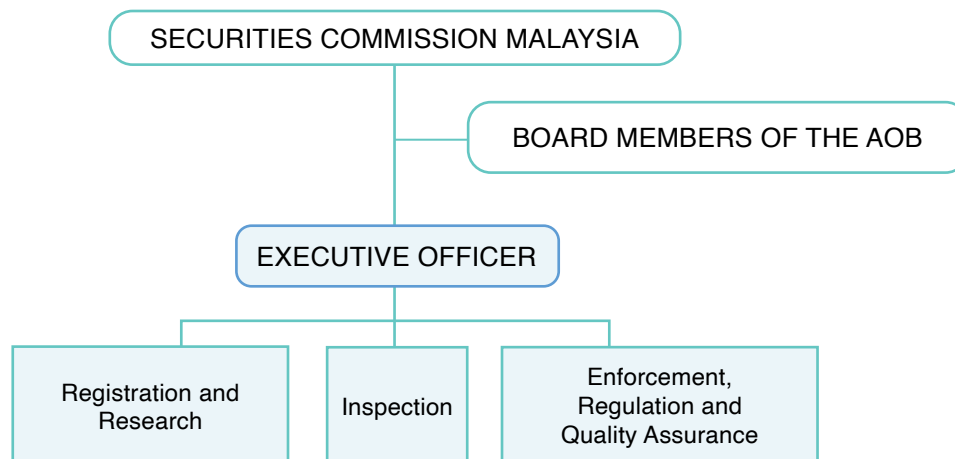 SECURITIES COMMISSION MALAYSIA
BOARD MEMBERS OF THE AOB
EXECUTIVE OFFICER
Registration and
Research
Inspection
Enforcement,
Regulation and
Quality Assurance